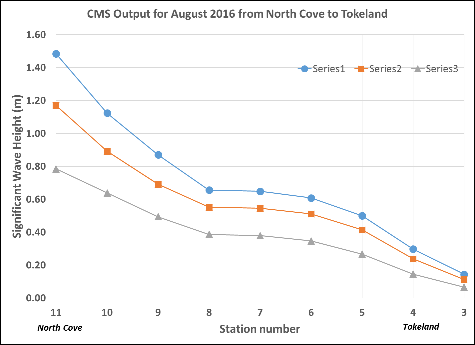 CMS Output for August 2016 from North Cove to Tokeland
Significant Wave Height (m)
1.60
1.40
1.20
1.00
0.80
0.60
0.40
0.20
0.00
Series1 Series2 Series3
11 10 9 8 7 6 5 4 3
North Cove Station number Tokeland